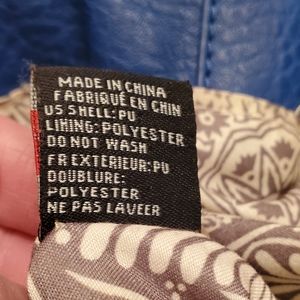 MADE IN CHINA
FABRIQUÉ EN CHIN
US SHELL: PU
LINING: POLYESTER
DO NOT WASH
FR EXTÉRIEUR: PU
DOUBLURE:
POLYESTER
NE PAS LAVEER